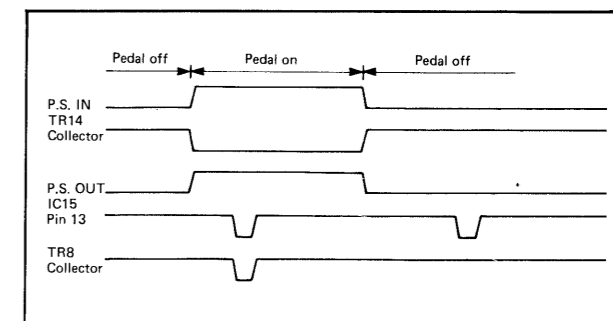 Pedal off Pedal on Pedal off
P.S. IN
TR14
Collector
P.S. OUT
IC15
Pin 13
TR8
Collector